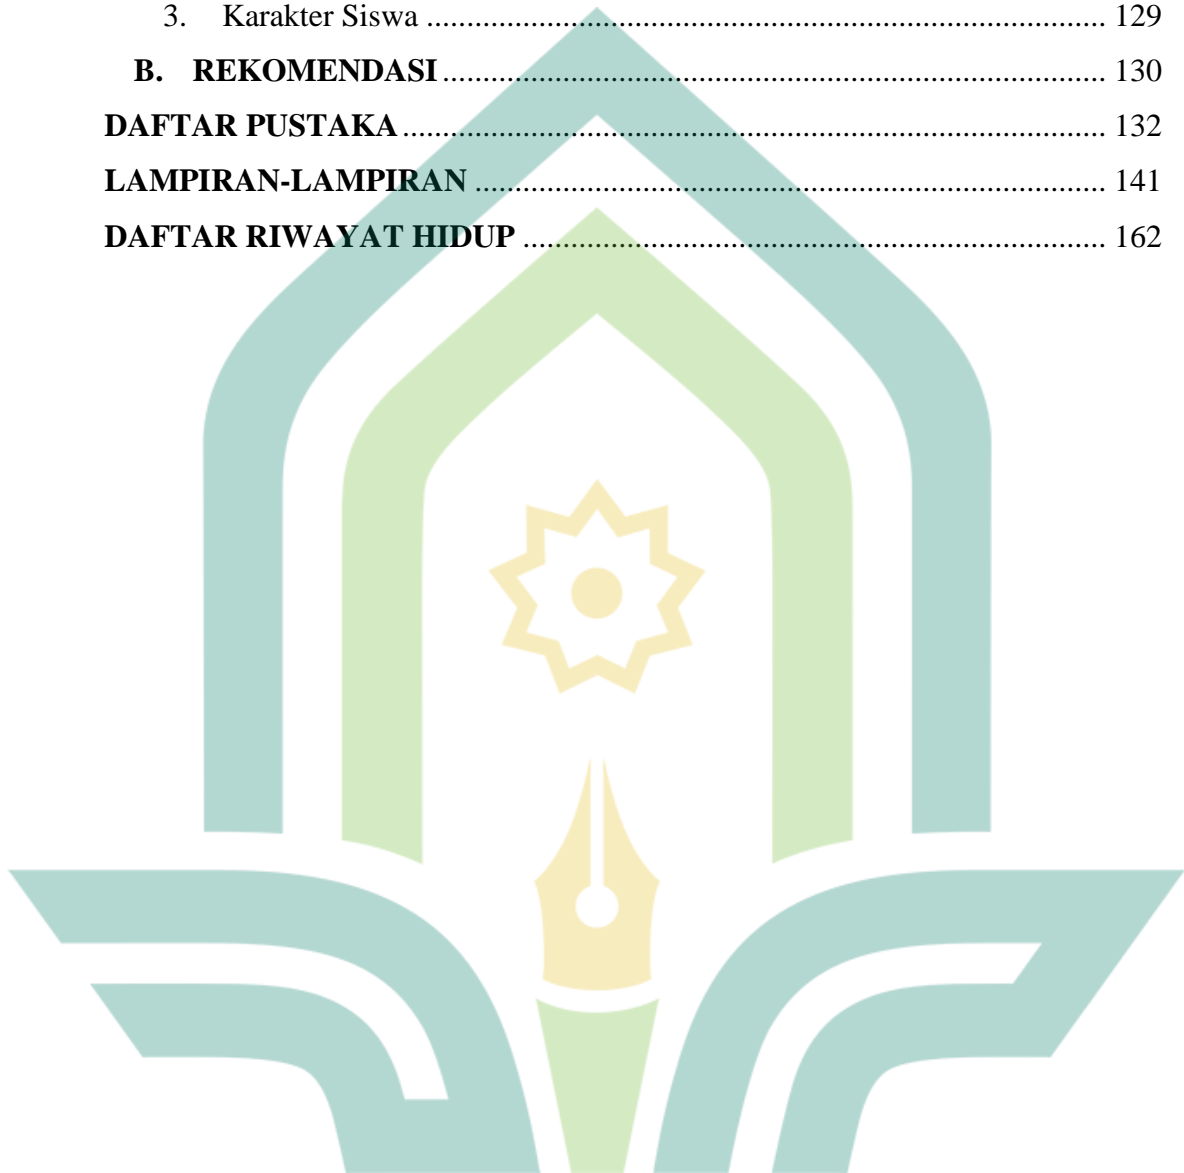 3. Karakter Siswa ........................................................................................ 129
B. REKOMENDASI ...................................................................................... 130
DAFTAR PUSTAKA ........................................................................................... 132
LAMPIRAN-LAMPIRAN .................................................................................. 141
DAFTAR RIWAYAT HIDUP ........................................................................... 162